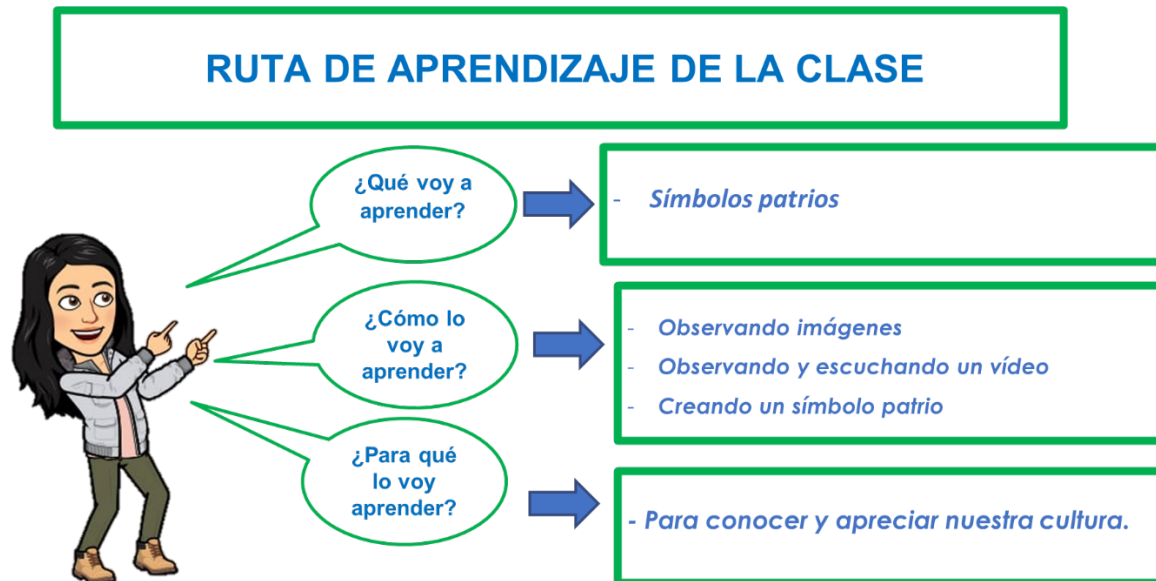 RUTA DE APRENDIZAJE DE LA CLASE
¿Qué voy a
aprender?
- Símbolos patrios
¿Cómo lo
voy a
aprender?
- Observando imágenes
- Observando y escuchando un vídeo
- Creando un símbolo patrio
¿Para qué
lo voy
aprender?
- Para conocer y apreciar nuestra cultura.